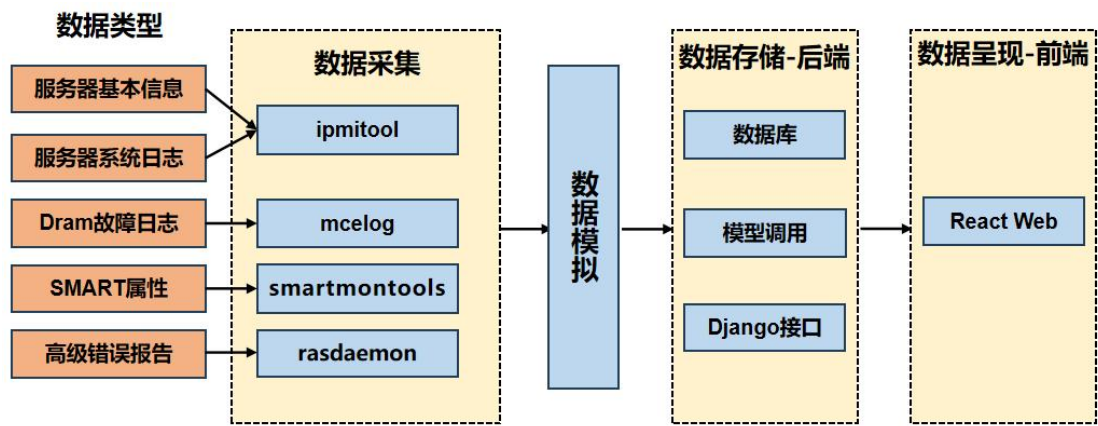 数据类型
服务器基本信息
服务器系统日志
Dram故障日志
SMART属性
高级错误报告
数据采集
ipmitool
mcelog
smartmontools
rasdaemon
数据模拟
数据存储-后端
数据库
模型调用
Django接口
数据呈现-前端
React Web